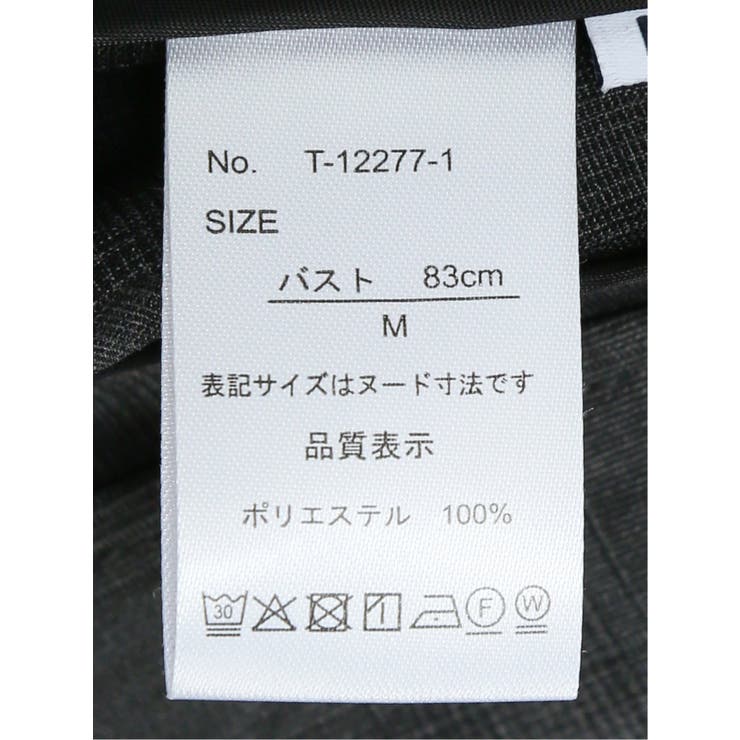 No. T-12277-1
SIZE
バスト 83cm
M
表記サイズはヌード寸法です
品質表示
ポリエステル 100%
30 F W